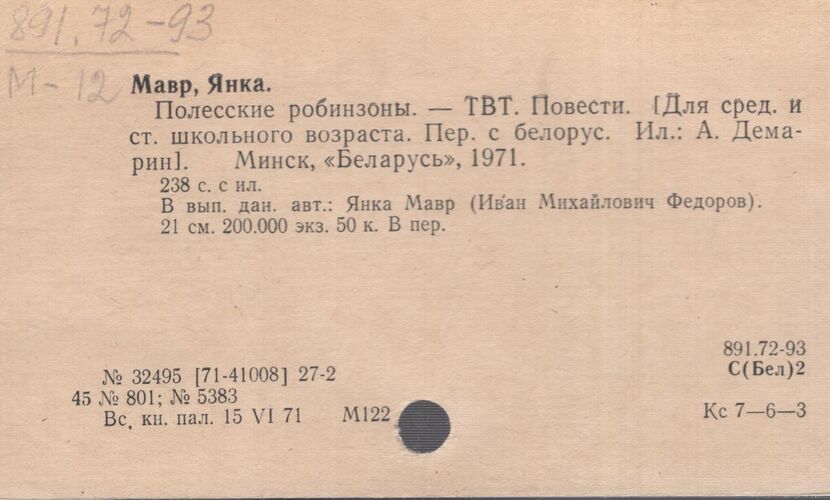 891.72-93
М-12
Мавр, Янка.
Полесские робинзоны. — ТВТ. Повести. [Для сред. и
ст. школьного возраста. Пер. с белорус. Ил.: А. Дема-
рин]. Минск, «Беларусь», 1971.
238 с. с ил.
В вып. дан. авт.: Янка Мавр (Иван Михайлович Федоров).
21 см. 200.000 экз. 50 к. В пер.
891.72-93
С(Бел)2
№ 32495 [71-41008] 27-2
45 № 801; № 5383
Вс. кн. пал. 15 VI 71 М122 Кс 7—6—3